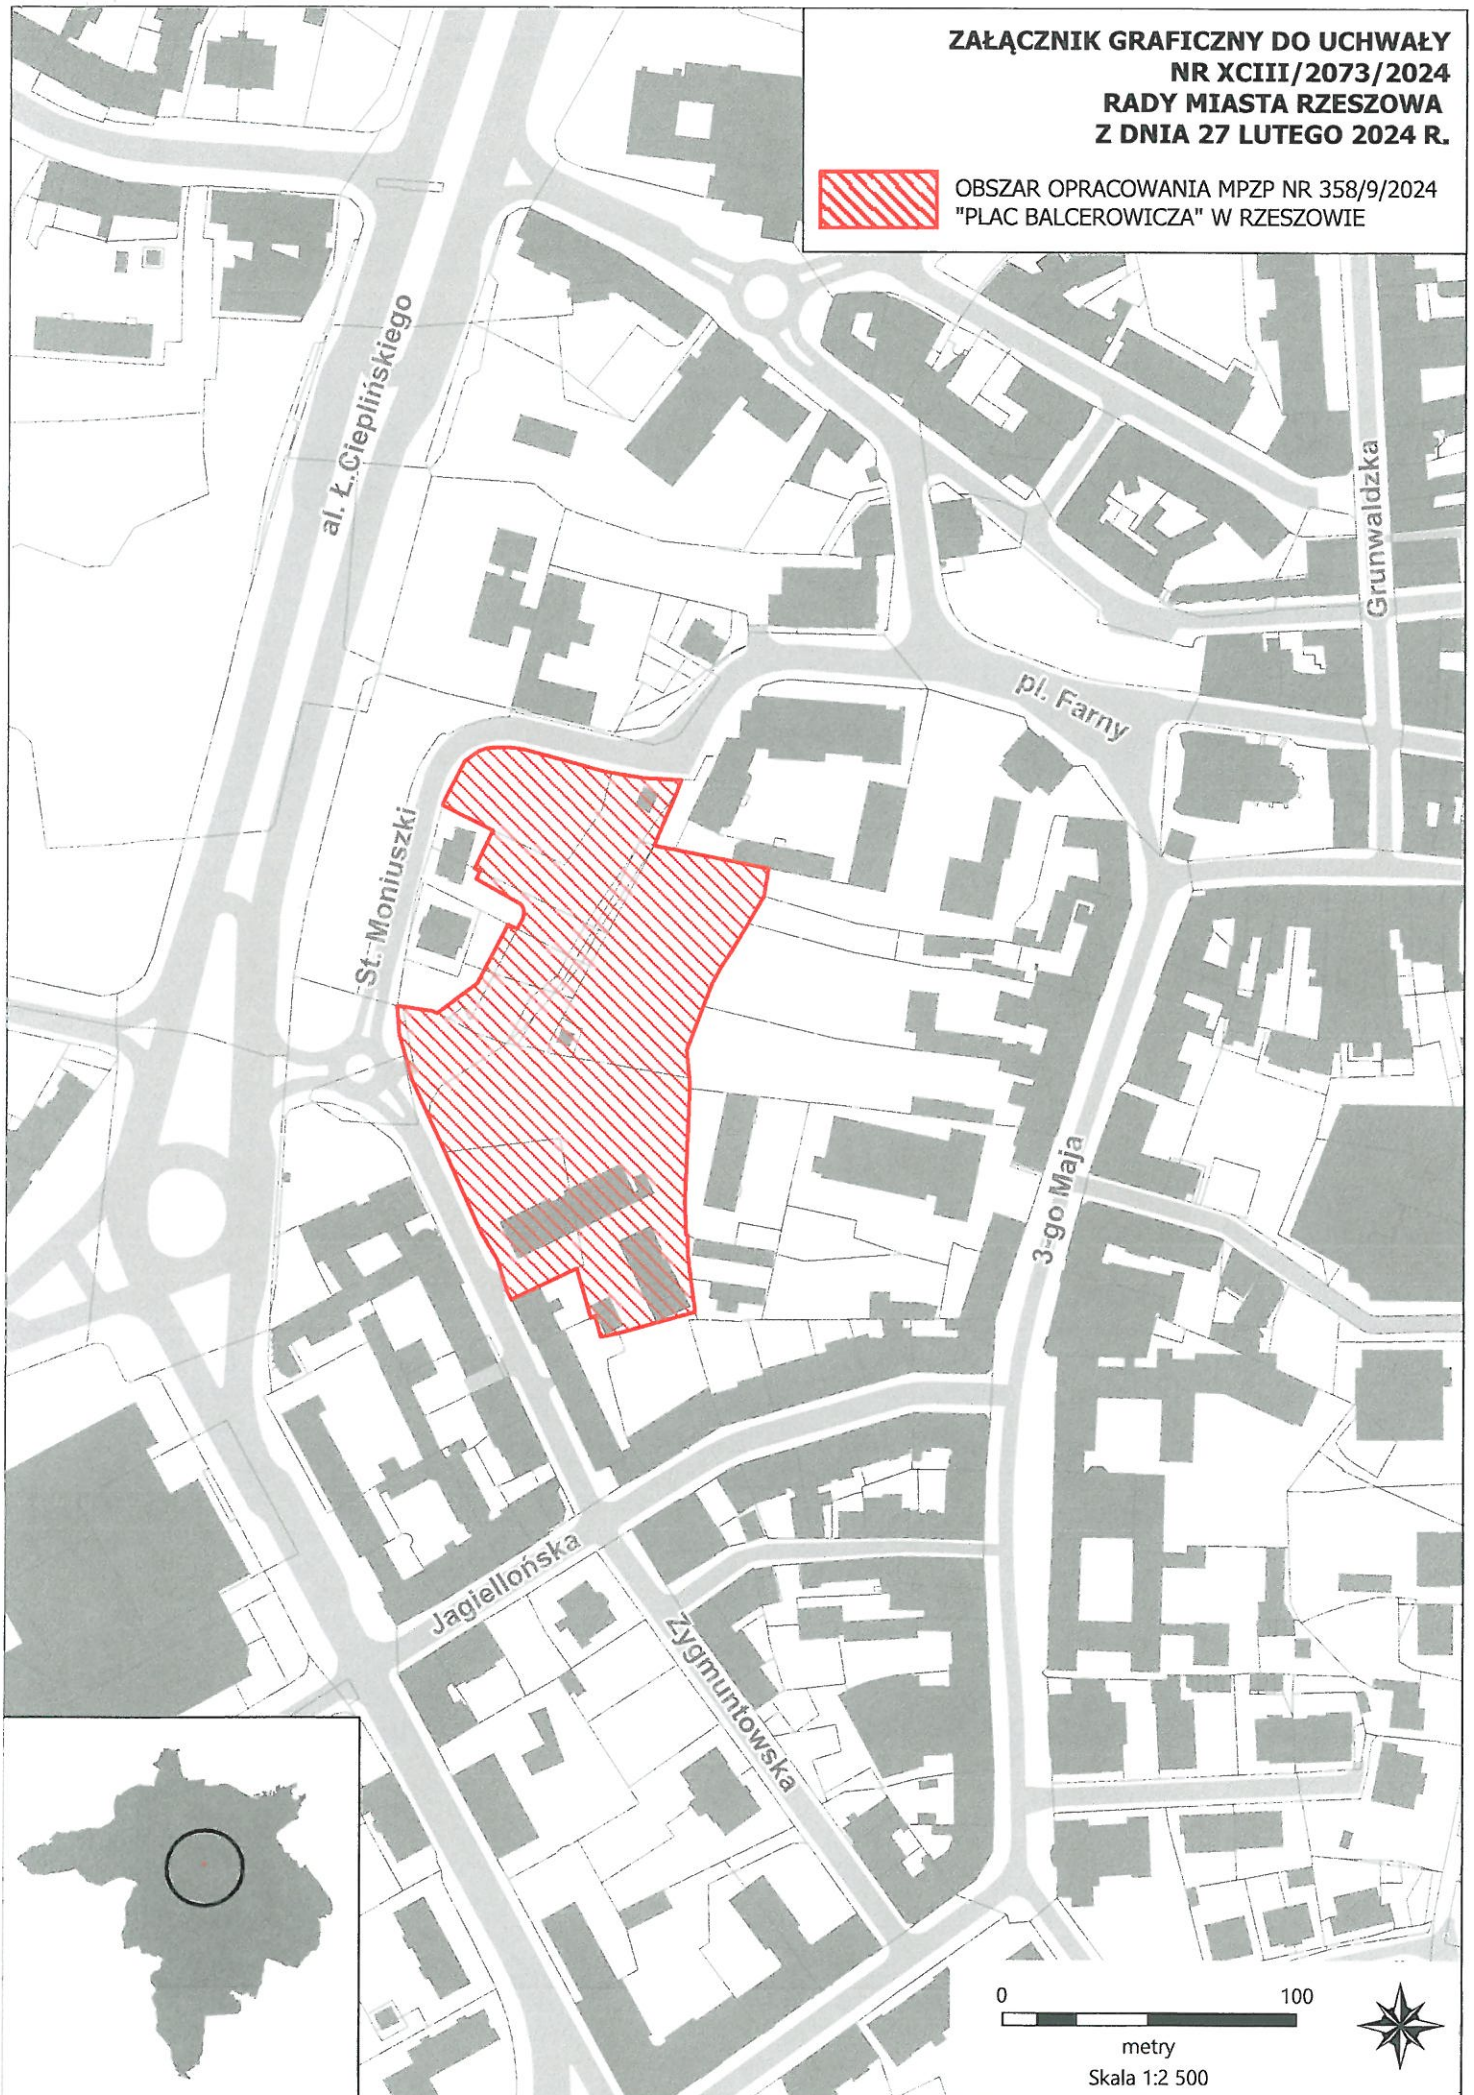 ZAŁĄCZNIK GRAFICZNY DO UCHWAŁY
NR XCIII/2073/2024
RADY MIASTA RZESZOWA
Z DNIA 27 LUTEGO 2024 R.
OBSZAR OPRACOWANIA MPZP NR 358/9/2024
"PLAC BALCEROWICZA" W RZESZOWIE
al. Ł.Cieplińskiego
Grunwaldzka
pl. Farny
St. Moniuszki
3-go Maja
Jagiellońska
Zygmuntowska
0 100
metry
Skala 1:2 500